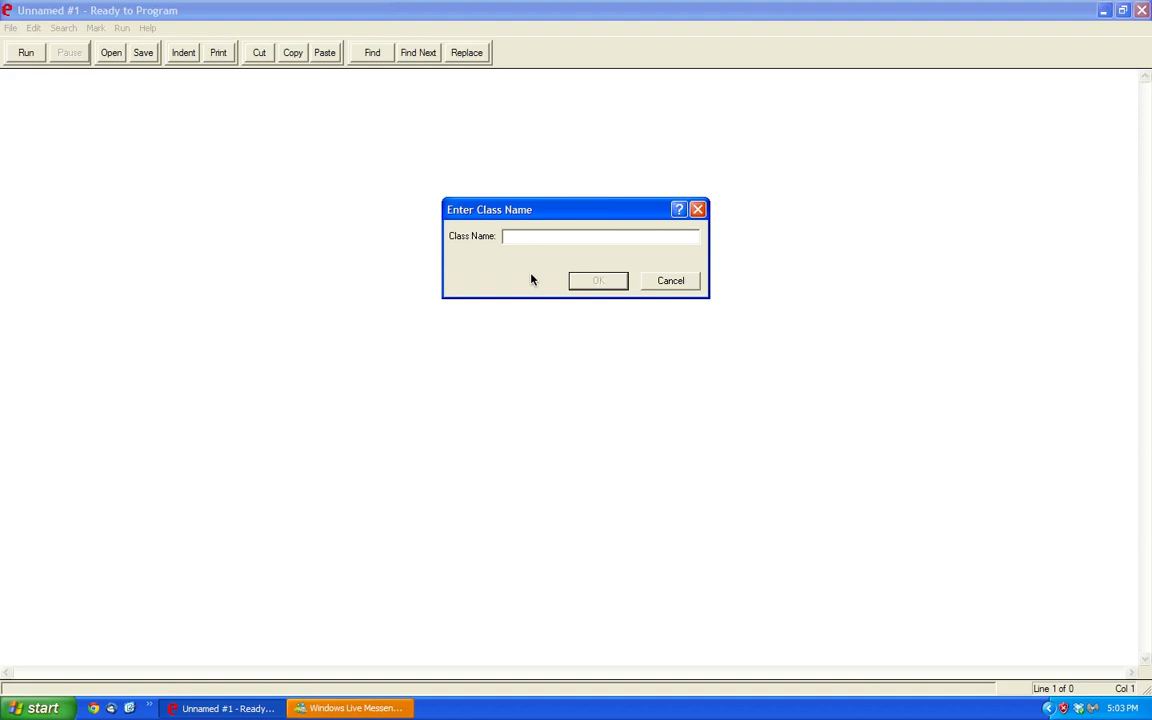 Unnamed #1 - Ready to Program
File Edit Search Mark Run Help
Run Pause Open Save Indent Print Cut Copy Paste Find Find Next Replace
Enter Class Name
Class Name:
OK Cancel
Line 1 of 0 Col 1
start Unnamed #1 - Ready... Windows Live Messen... 5:03 PM